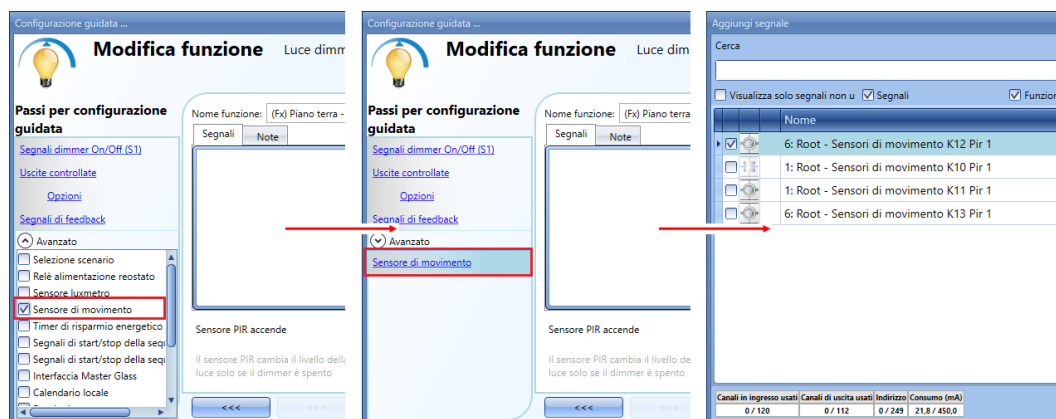 Configurazione guidata ...
Modifica funzione Luce dimm
Passi per configurazione
guidata
Segnali dimmer On/Off (S1)
Uscite controllate
Opzioni
Segnali di feedback
Avanzato
Selezione scenario
Relè alimentazione reostato
Sensore luxmetro
Sensore di movimento
Timer di risparmio energetico
Segnali di start/stop della sequ
Segnali di start/stop della sequ
Interfaccia Master Glass
Calendario locale
Nome funzione: (Fx) Piano terra -
Segnali Note
Sensore PIR accende
Il sensore PIR cambia il livello della
luce solo se il dimmer è spento
<<< >>>
Configurazione guidata ...
Modifica funzione Luce dim
Passi per configurazione
guidata
Segnali dimmer On/Off (S1)
Uscite controllate
Opzioni
Segnali di feedback
Avanzato
Sensore di movimento
Nome funzione: (Fx) Piano terra
Segnali Note
Sensore PIR accende
Il sensore PIR cambia il livello de
luce solo se il dimmer è spento
<<< >>>
Aggiungi segnale
Cerca
Visualizza solo segnali non u Segnali Funzion
Nome
6: Root - Sensori di movimento K12 Pir 1
1: Root - Sensori di movimento K10 Pir 1
1: Root - Sensori di movimento K11 Pir 1
6: Root - Sensori di movimento K13 Pir 1
Canali in ingresso usati Canali di uscita usati Indirizzo Consumo (mA)
0 / 120 0 / 112 0 / 249 21,8 / 450,0